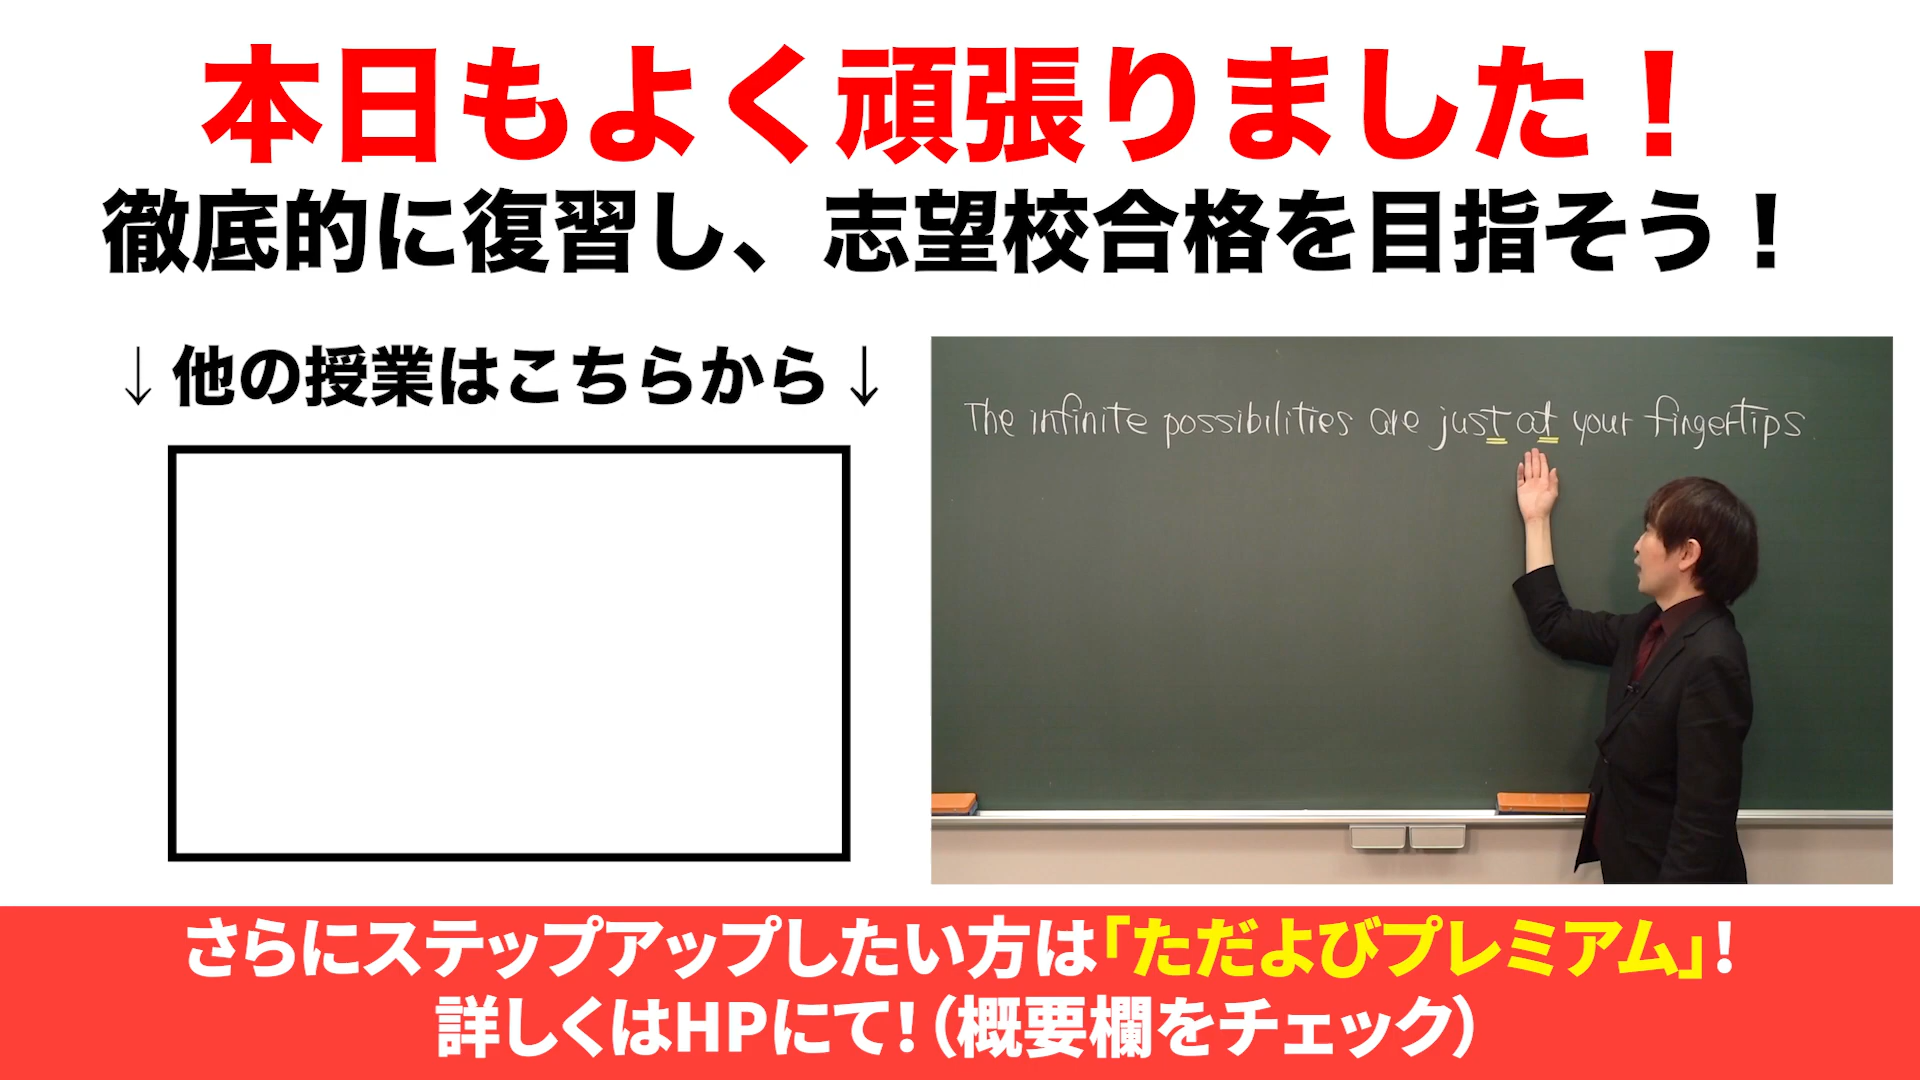 本日もよく頑張りました！
徹底的に復習し、志望校合格を目指そう！
↓他の授業はこちらから↓
The infinite possibilities are just at your fingertips.
さらにステップアップしたい方は「ただよびプレミアム」！
詳しくはHPにて！（概要欄をチェック）